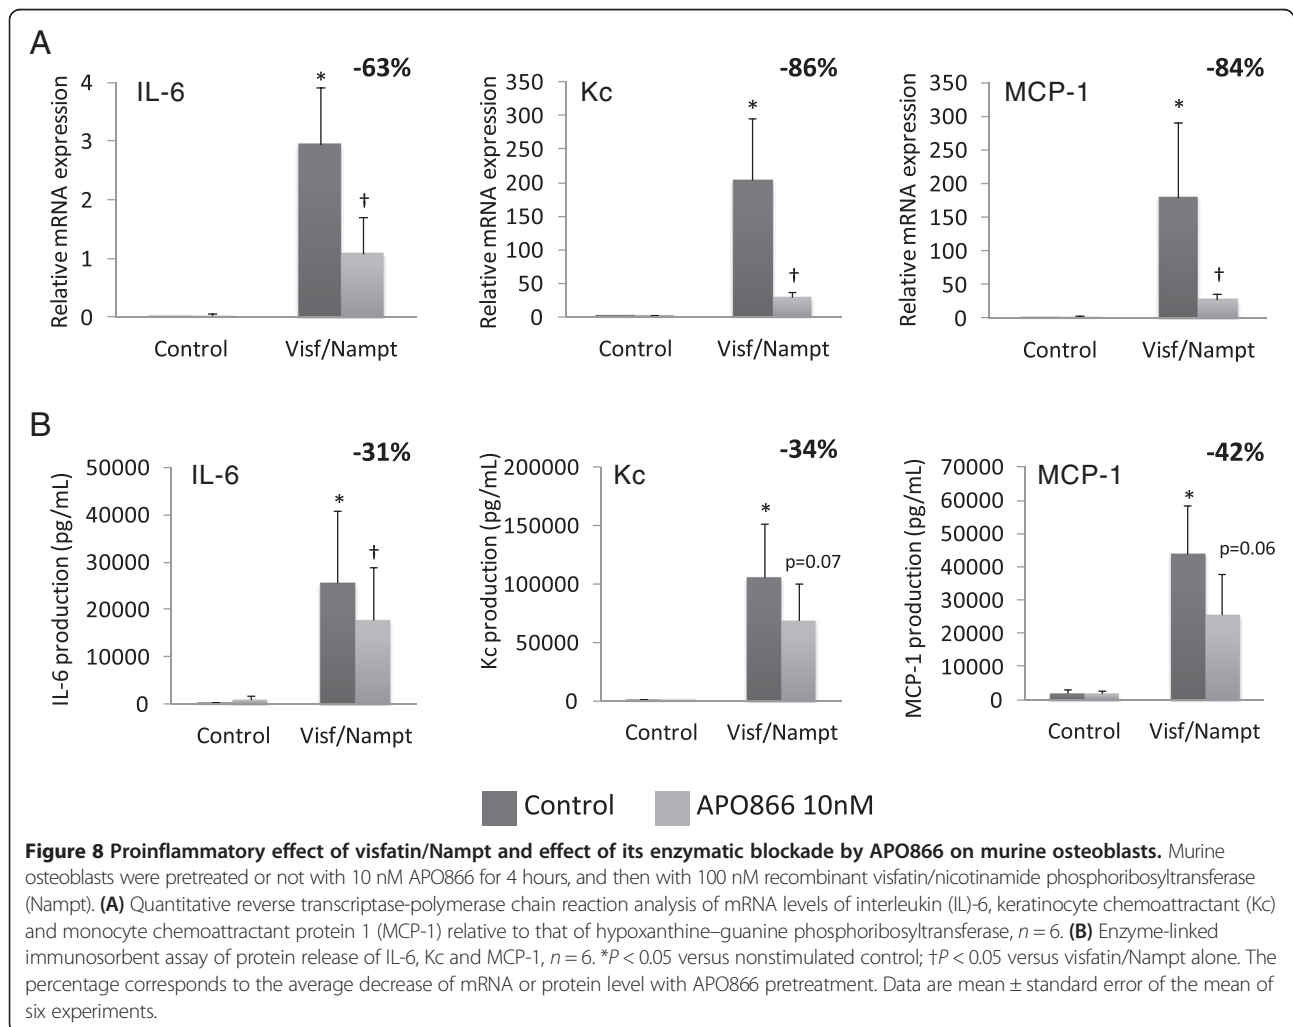 A
IL-6
-63%
Relative mRNA expression
4
3
2
1
0
*
†
Control
Visf/Nampt
Kc
-86%
Relative mRNA expression
350
300
250
200
150
100
50
0
*
†
Control
Visf/Nampt
MCP-1
-84%
Relative mRNA expression
350
300
250
200
150
100
50
0
*
†
Control
Visf/Nampt
B
IL-6
-31%
IL-6 production (pg/mL)
50000
40000
30000
20000
10000
0
*
†
Control
Visf/Nampt
Kc
-34%
Kc production (pg/mL)
200000
150000
100000
50000
0
*
p=0.07
Control
Visf/Nampt
MCP-1
-42%
MCP-1 production (pg/mL)
70000
60000
50000
40000
30000
20000
10000
0
*
p=0.06
Control
Visf/Nampt
Control
APO866 10nM
Figure 8 Proinflammatory effect of visfatin/Nampt and effect of its enzymatic blockade by APO866 on murine osteoblasts. Murine
osteoblasts were pretreated or not with 10 nM APO866 for 4 hours, and then with 100 nM recombinant visfatin/nicotinamide phosphoribosyltransferase
(Nampt). (A) Quantitative reverse transcriptase-polymerase chain reaction analysis of mRNA levels of interleukin (IL)-6, keratinocyte chemoattractant (Kc)
and monocyte chemoattractant protein 1 (MCP-1) relative to that of hypoxanthine–guanine phosphoribosyltransferase, n = 6. (B) Enzyme-linked
immunosorbent assay of protein release of IL-6, Kc and MCP-1, n = 6. *P < 0.05 versus nonstimulated control; †P < 0.05 versus visfatin/Nampt alone. The
percentage corresponds to the average decrease of mRNA or protein level with APO866 pretreatment. Data are mean ± standard error of the mean of
six experiments.